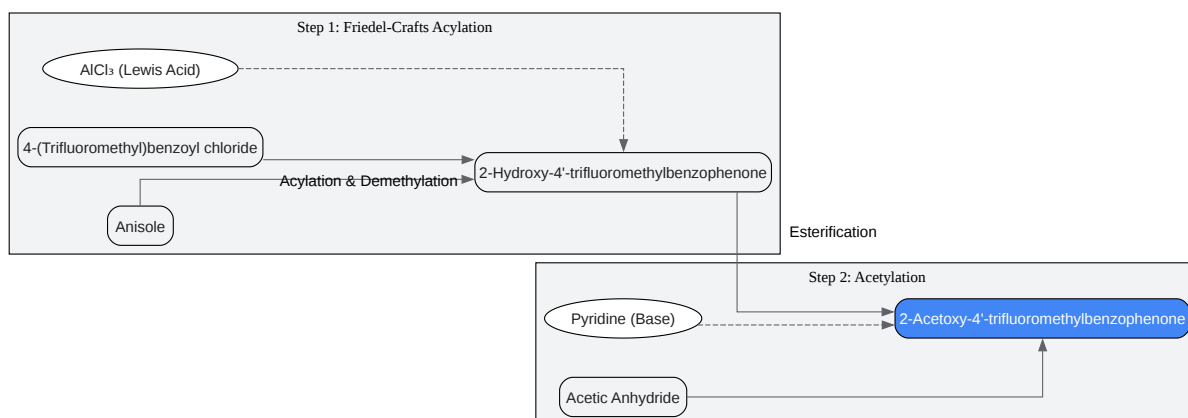 Step 1: Friedel-Crafts Acylation
AlCl₃ (Lewis Acid)
4-(Trifluoromethyl)benzoyl chloride
2-Hydroxy-4'-trifluoromethylbenzophenone
Acylation & Demethylation
Anisole
Esterification
Step 2: Acetylation
Pyridine (Base)
2-Acetoxy-4'-trifluoromethylbenzophenone
Acetic Anhydride